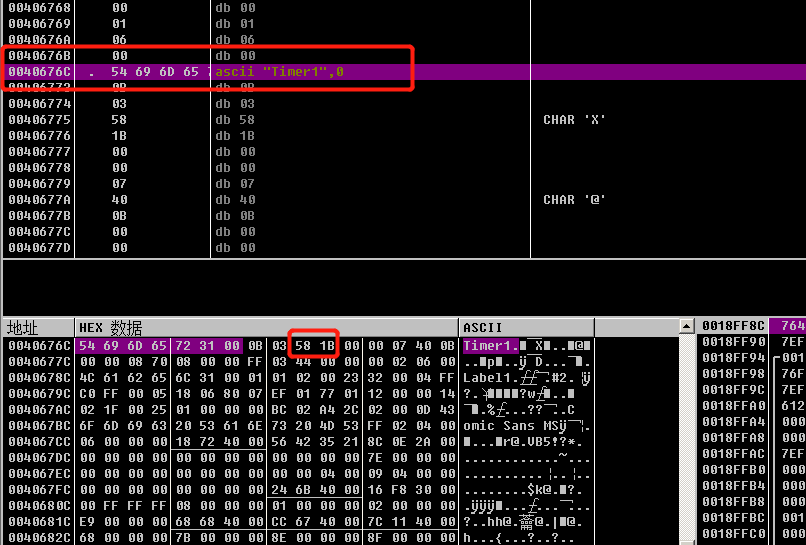 00406768 00 db 00
00406769 01 db 01
0040676A 06 db 06
0040676B 00 db 00
0040676C . 54 69 6D 65 7 ascii "Timer1",0
00406773 0B db 0B
00406774 03 db 03
00406775 58 db 58 CHAR 'X'
00406776 1B db 1B
00406777 00 db 00
00406778 00 db 00
00406779 07 db 07
0040677A 40 db 40 CHAR '@'
0040677B 0B db 0B
0040677C 00 db 00
0040677D 00 db 00
地址 HEX 数据 ASCII
0040676C 54 69 6D 65 72 31 00 0B 03 58 1B 00 00 07 40 0B
0040677C 00 00 08 70 08 00 00 FF 03 44 00 00 00 02 06 00
0040678C 4C 61 62 65 6C 31 00 01 01 02 00 23 32 00 04 FF
0040679C C0 FF 00 05 18 06 80 07 EF 01 77 01 12 00 00 14
004067AC 02 1F 00 25 01 00 00 00 BC 02 A4 2C 02 00 0D 43
004067BC 6F 6D 69 63 20 53 61 6E 73 20 4D 53 FF 02 04 00
004067CC 06 00 00 00 18 72 40 00 56 42 35 21 8C 0E 2A 00
004067DC 00 00 00 00 00 00 00 00 00 00 00 00 7E 00 00 00
004067EC 00 00 00 00 00 00 00 00 00 00 04 00 09 04 00 00
004067FC 00 00 00 00 00 00 00 00 24 6B 40 00 16 F8 30 00
0040680C 00 FF FF FF 08 00 00 00 01 00 00 00 02 00 00 00
0040681C E9 00 00 00 68 68 40 00 CC 67 40 00 7C 11 40 00
0040682C 68 00 00 00 7B 00 00 00 8E 00 00 00 8F 00 00 00
0018FF8C 764
0018FF90 7EF
0018FF94
0018FF98 76F
0018FF9C 7EF
0018FFA0 612
0018FFA4 000
0018FFA8 000
0018FFAC 7EF
0018FFB0 000
0018FFB4 000
0018FFB8 000
0018FFBC 001
0018FFC0 000